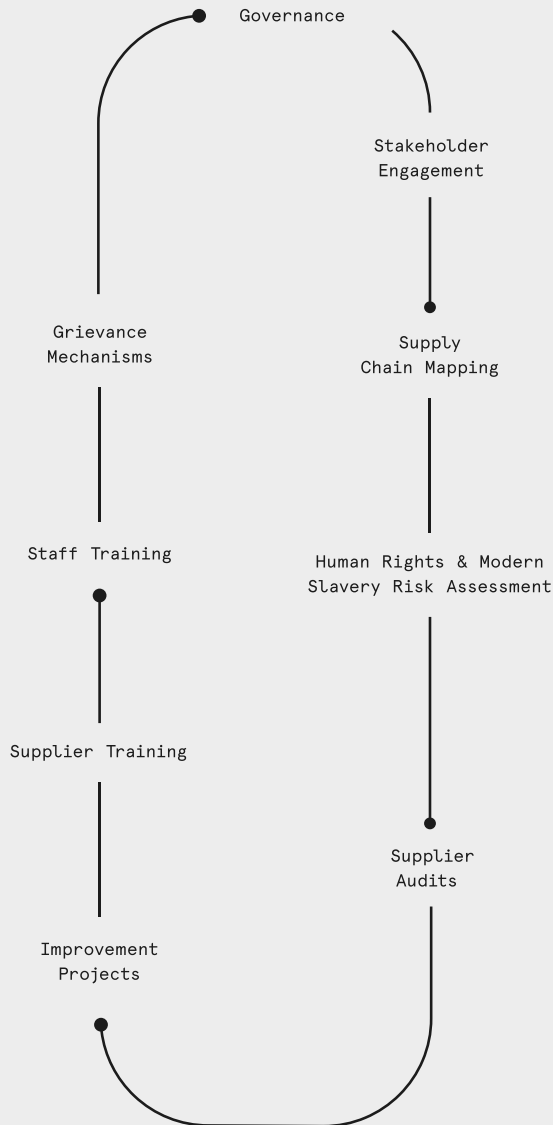 Governance
Stakeholder
Engagement
Supply
Chain Mapping
Human Rights & Modern
Slavery Risk Assessment
Supplier
Audits
Improvement
Projects
Supplier Training
Staff Training
Grievance
Mechanisms